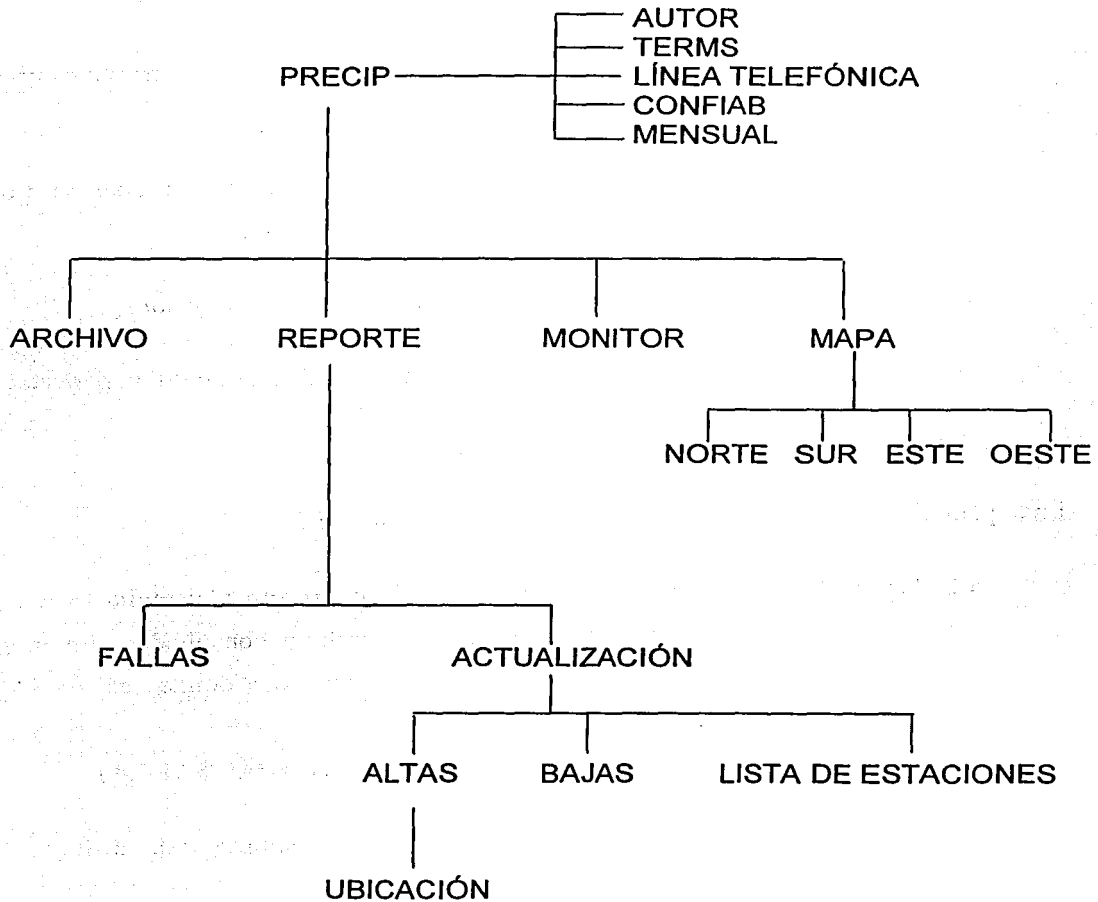 AUTOR
TERMS
PRECIP
LÍNEA TELEFÓNICA
CONFIAB
MENSUAL
ARCHIVO
REPORTE
MONITOR
MAPA
NORTE
SUR
ESTE
OESTE
FALLAS
ACTUALIZACIÓN
ALTAS
BAJAS
LISTA DE ESTACIONES
UBICACIÓN